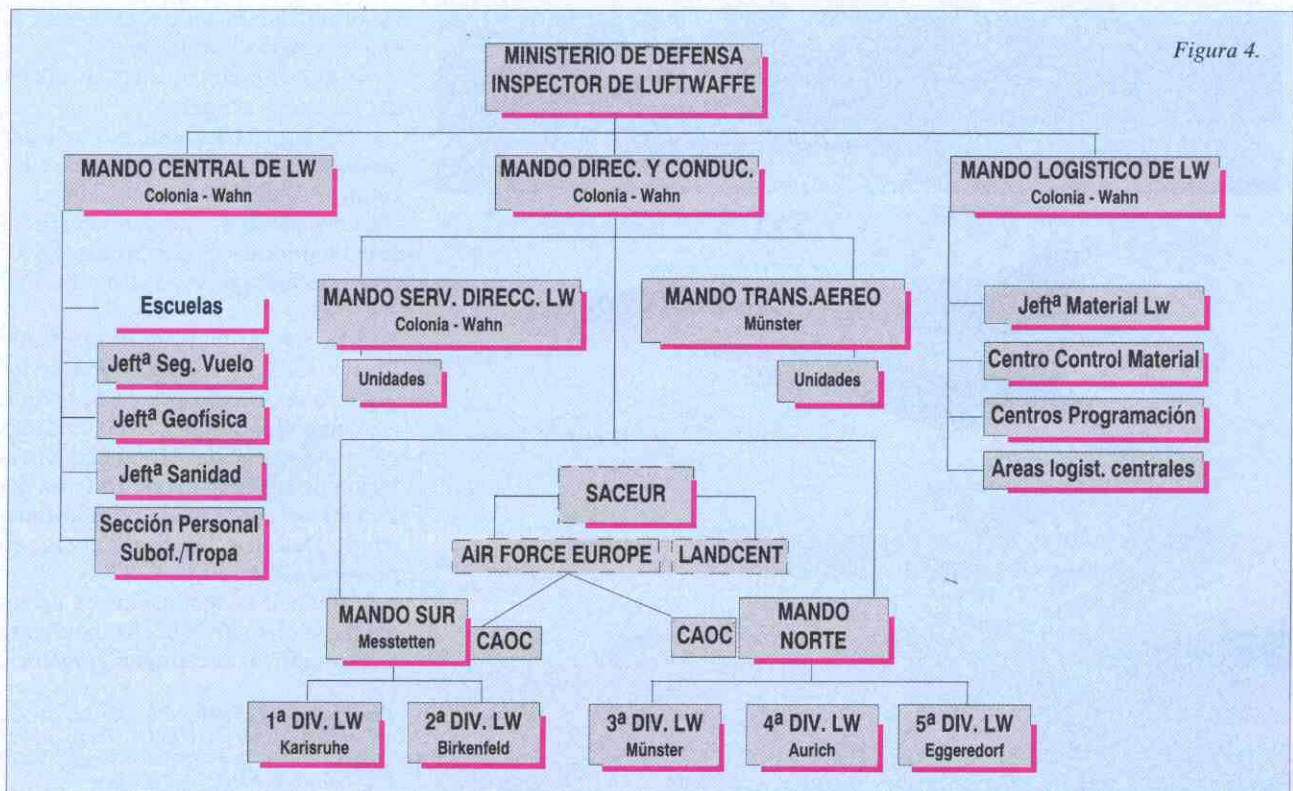 Figura 4.
MINISTERIO DE DEFENSA
INSPECTOR DE LUFTWAFFE
MANDO CENTRAL DE LW
Colonia - Wahn
MANDO DIREC. Y CONDUC.
Colonia - Wahn
MANDO LOGISTICO DE LW
Colonia - Wahn
Escuelas
Jeftª Seg. Vuelo
Jeftª Geofísica
Jeftª Sanidad
Sección Personal
Subof./Tropa
MANDO SERV. DIRECC. LW
Colonia - Wahn
Unidades
MANDO TRANS.AEREO
Münster
Unidades
Jeftª Material Lw
Centro Control Material
Centros Programación
Areas logist. centrales
SACEUR
AIR FORCE EUROPE
LANDCENT
MANDO SUR
Messtetten
CAOC
CAOC
MANDO
NORTE
1ª DIV. LW
Karisruhe
2ª DIV. LW
Birkenfeld
3ª DIV. LW
Münster
4ª DIV. LW
Aurich
5ª DIV. LW
Eggeredorf